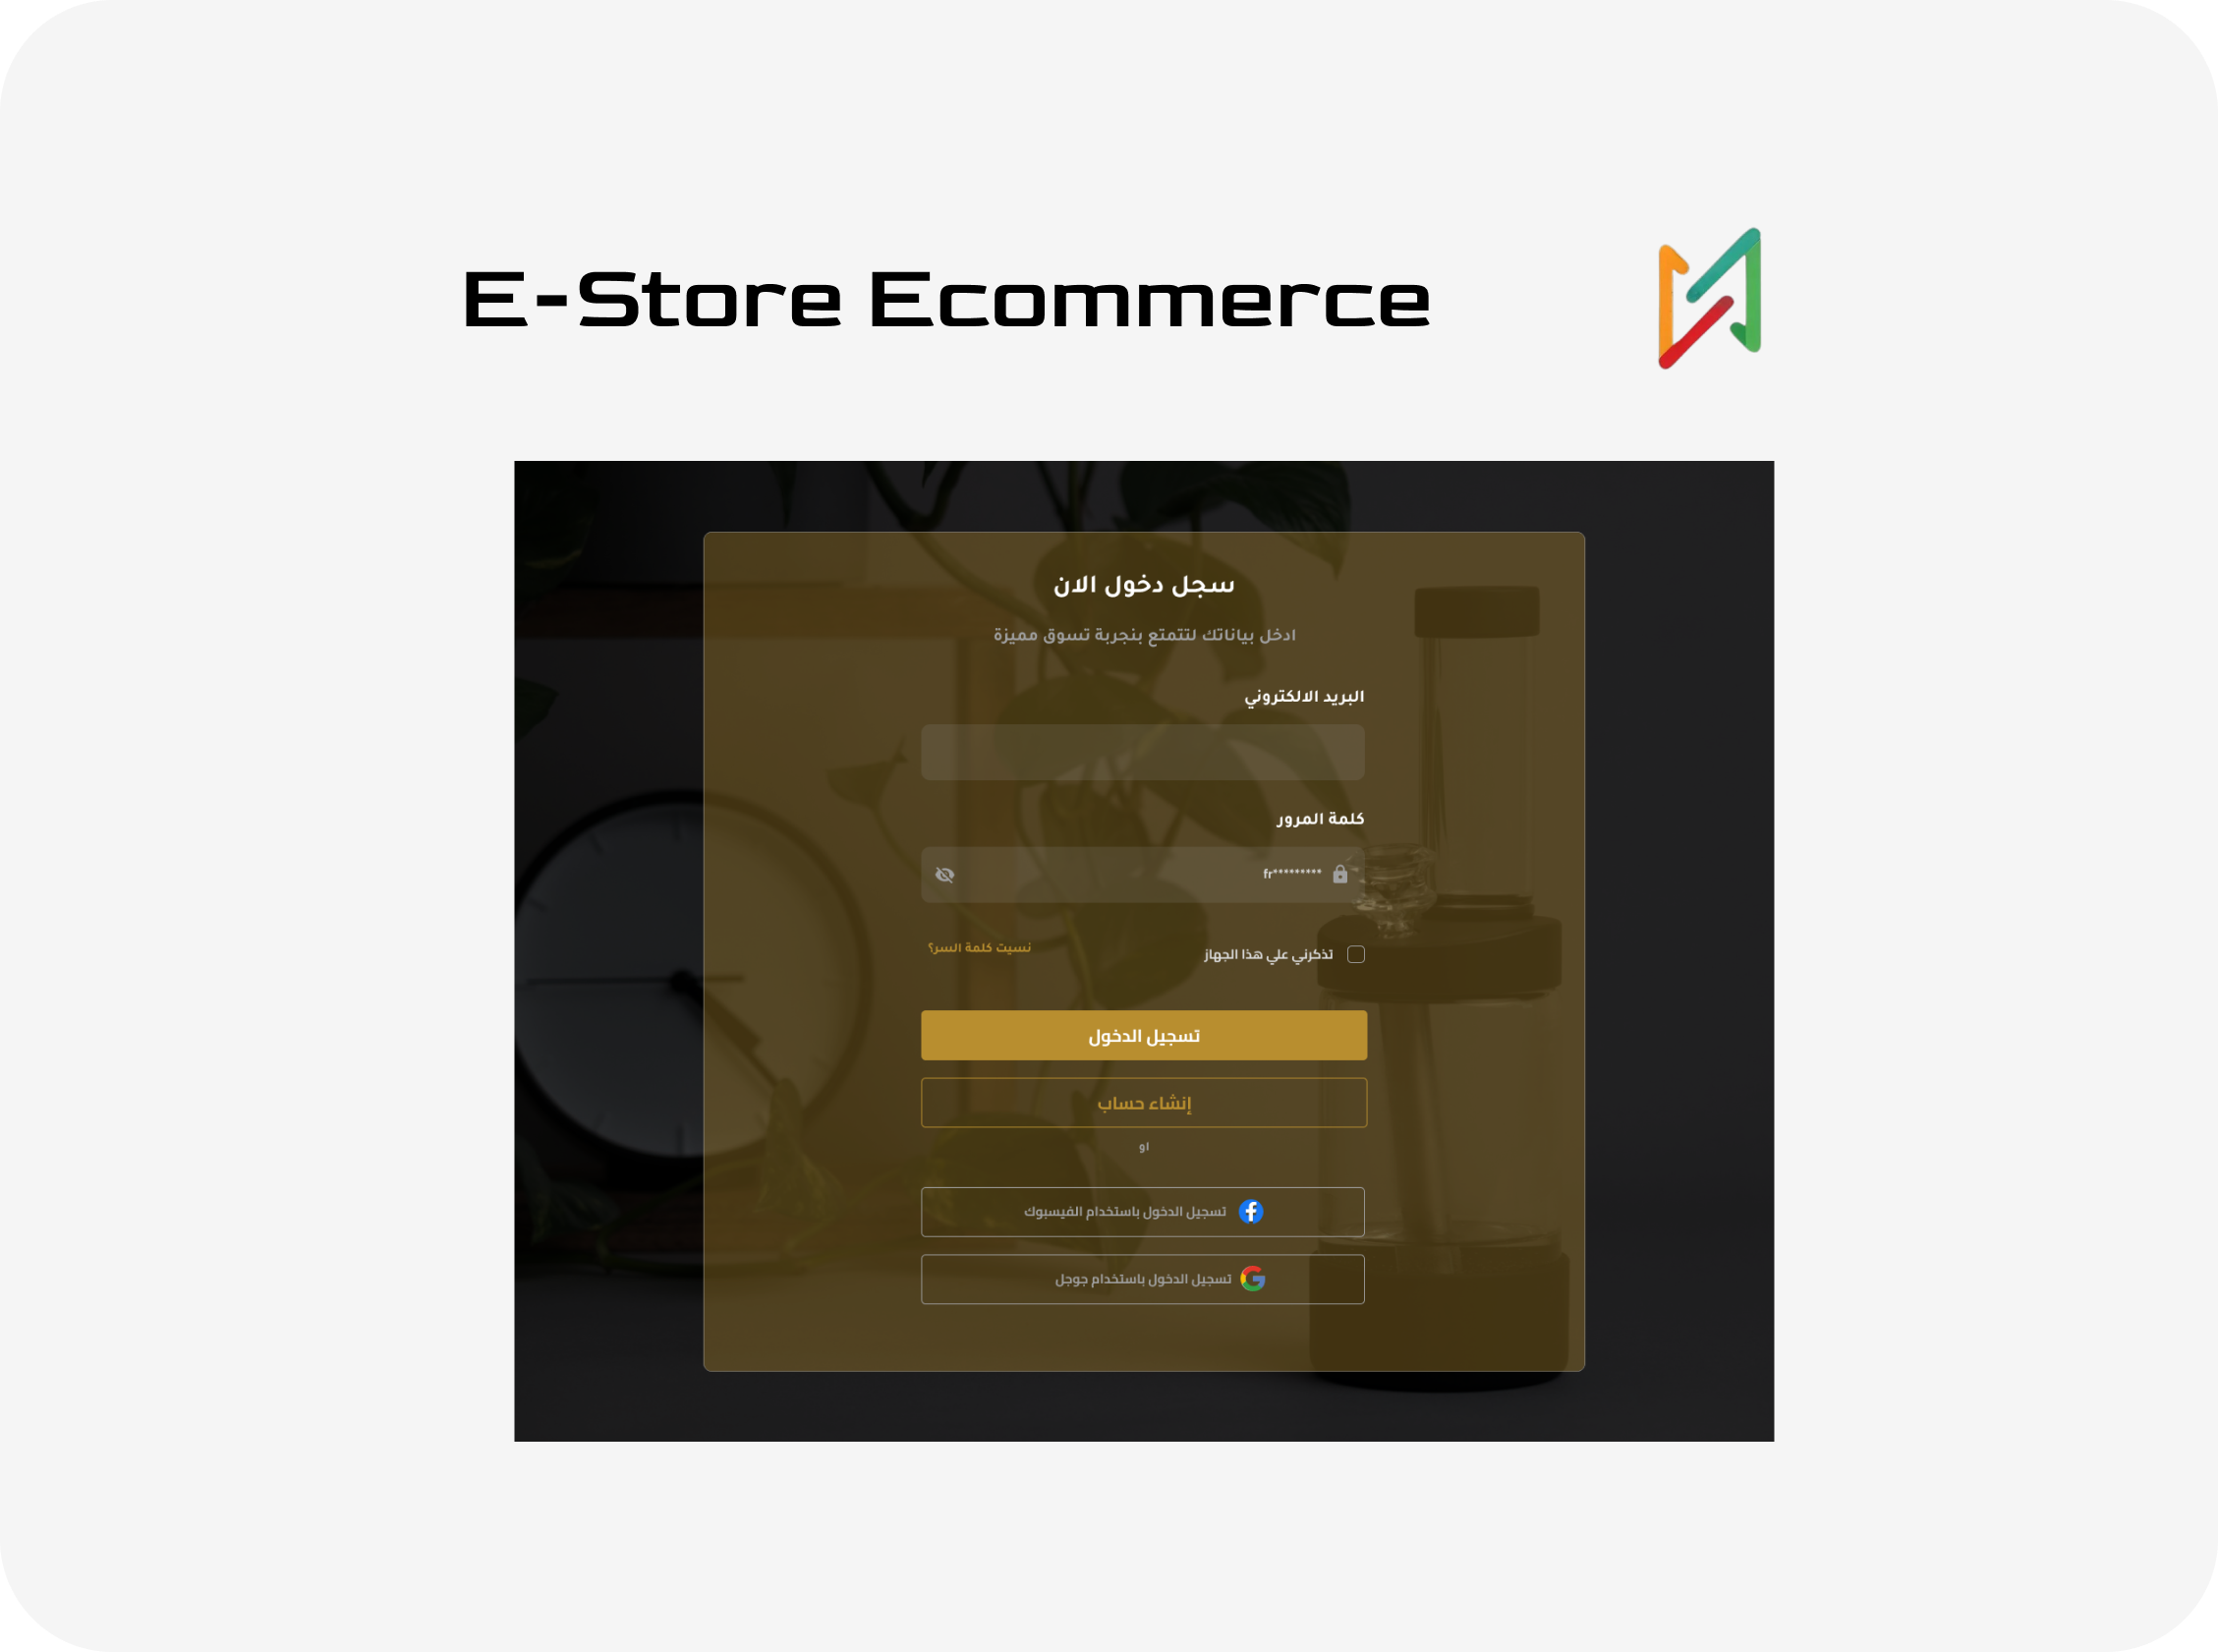 E-Store Ecommerce
سجل دخول الان
ادخل بياناتك لتتمتع بنجربة تسوق مميزة
البريد الالكتروني
كلمة المرور
fr*********
تذكرني علي هذا الجهاز
نسيت كلمة السر؟
تسجيل الدخول
إنشاء حساب
او
تسجيل الدخول باستخدام الفيسبوك
تسجيل الدخول باستخدام جوجل